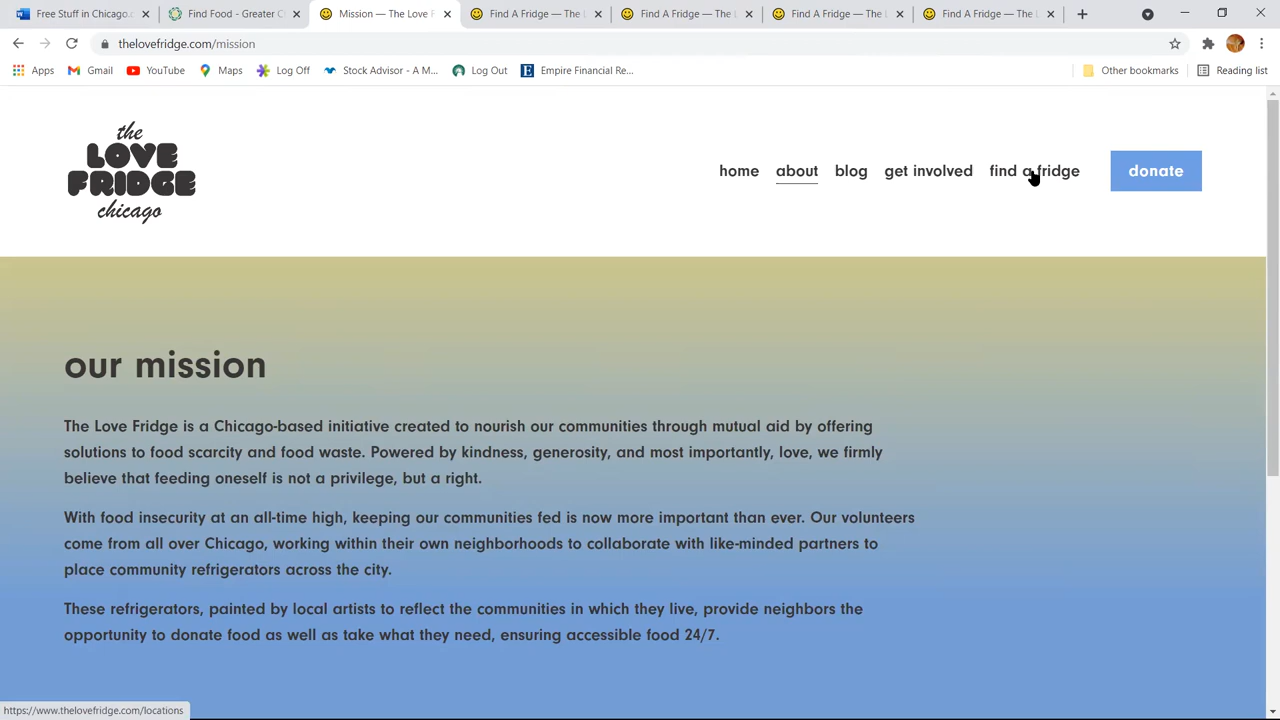 Free Stuff in Chicago.c
Find Food - Greater C
Mission — The Love F
Find A Fridge — The L
Find A Fridge — The L
Find A Fridge — The L
Find A Fridge — The L
thelovefridge.com/mission
Apps
Gmail
YouTube
Maps
Log Off
Stock Advisor - A M...
Log Out
Empire Financial Re...
Other bookmarks
Reading list
the
LOVE
FRIDGE
chicago
home
about
blog
get involved
find a fridge
donate
our mission
The Love Fridge is a Chicago-based initiative created to nourish our communities through mutual aid by offering
solutions to food scarcity and food waste. Powered by kindness, generosity, and most importantly, love, we firmly
believe that feeding oneself is not a privilege, but a right.
With food insecurity at an all-time high, keeping our communities fed is now more important than ever. Our volunteers
come from all over Chicago, working within their own neighborhoods to collaborate with like-minded partners to
place community refrigerators across the city.
These refrigerators, painted by local artists to reflect the communities in which they live, provide neighbors the
opportunity to donate food as well as take what they need, ensuring accessible food 24/7.
https://www.thelovefridge.com/locations